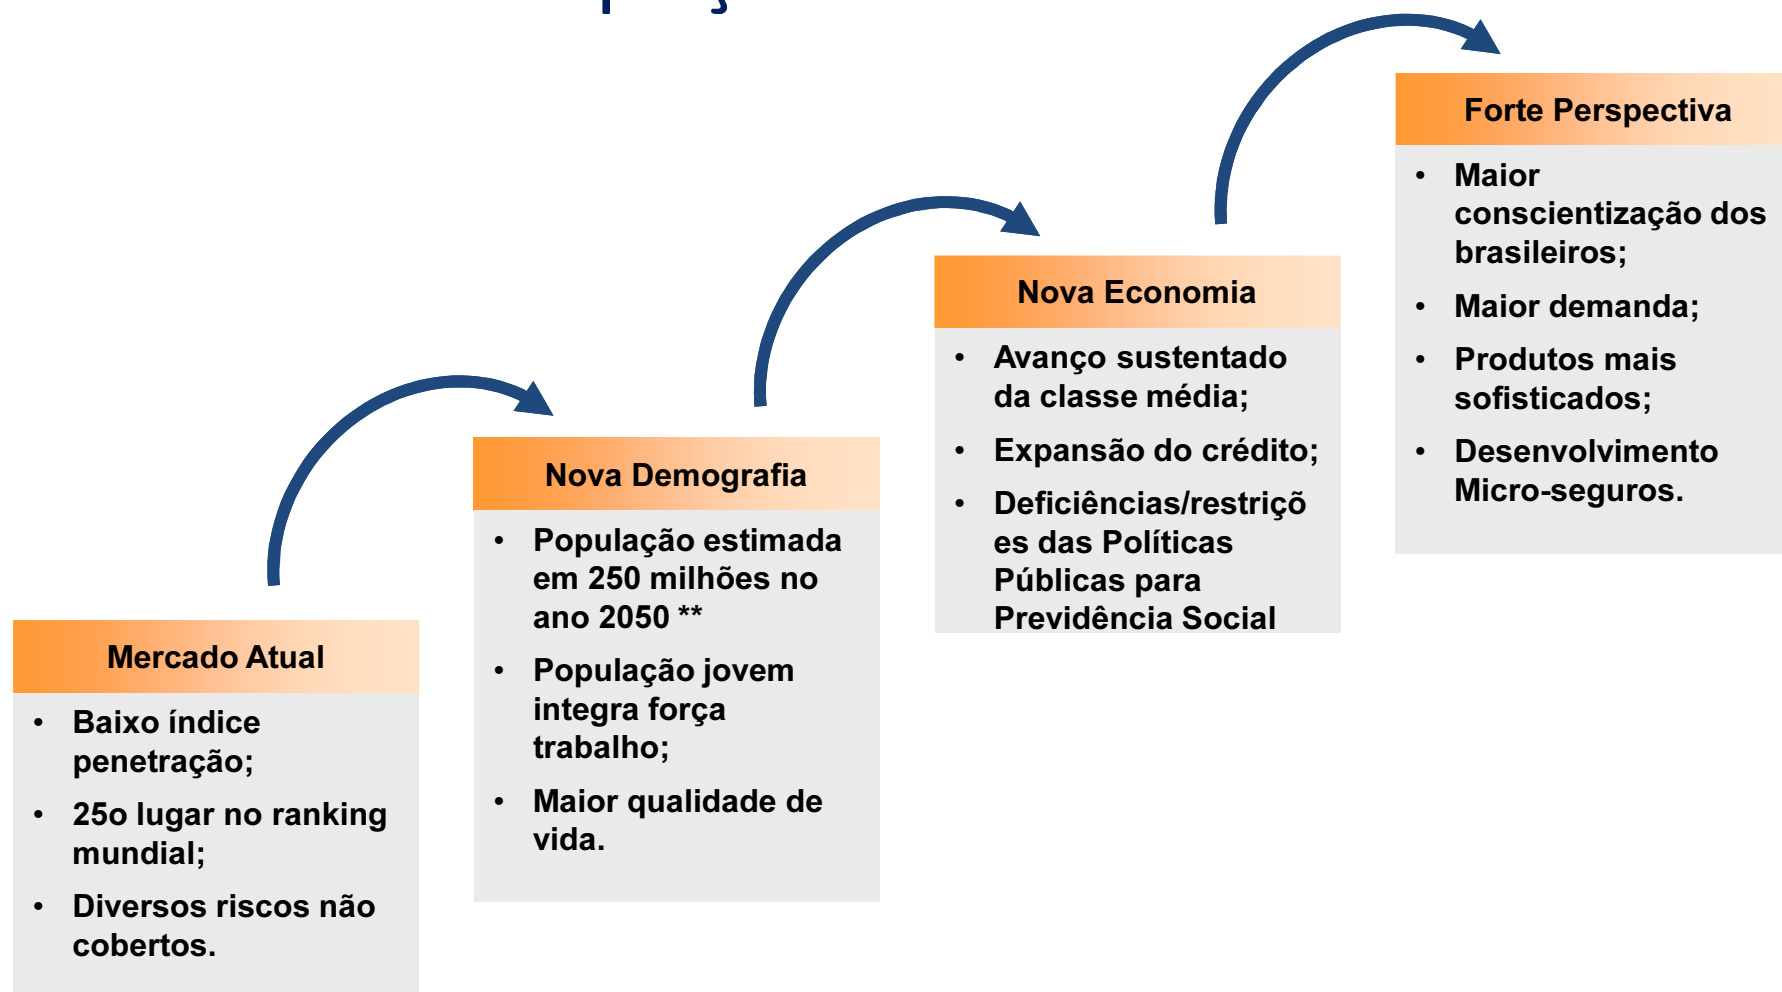 Mercado Atual
• Baixo índice
penetração;
• 25o lugar no ranking
mundial;
• Diversos riscos não
cobertos.
Nova Demografia
• População estimada
em 250 milhões no
ano 2050 **
• População jovem
integra força
trabalho;
• Maior qualidade de
vida.
Nova Economia
• Avanço sustentado
da classe média;
• Expansão do crédito;
• Deficiências/restriçõ
es das Políticas
Públicas para
Previdência Social
Forte Perspectiva
• Maior
conscientização dos
brasileiros;
• Maior demanda;
• Produtos mais
sofisticados;
• Desenvolvimento
Micro-seguros.